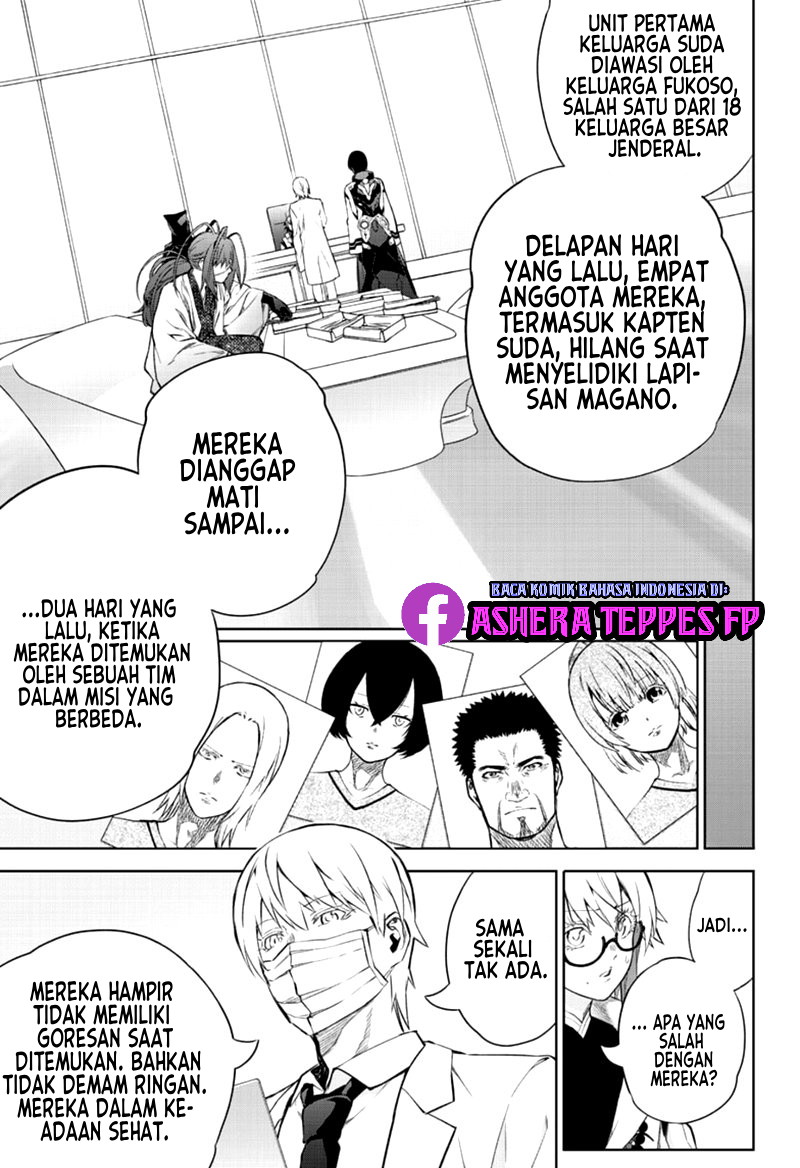 UNIT PERTAMA
KELUARGA SUDA
DIAWASI OLEH
KELUARGA FUKOSO,
SALAH SATU DARI 18
KELUARGA BESAR
JENDERAL.
DELAPAN HARI
YANG LALU, EMPAT
ANGGOTA MEREKA,
TERMASUK KAPTEN
SUDA, HILANG SAAT
MENYELIDIKI LAPI-
SAN MAGANO.
MEREKA
DIANGGAP
MATI
SAMPAI...
...DUA HARI YANG
LALU, KETIKA
MEREKA DITEMUKAN
OLEH SEBUAH TIM
DALAM MISI YANG
BERBEDA.
BACA KOMIK BAHASA INDONESIA DI:
ASHERA TEPPES FP
JADI...
... APA YANG
SALAH
DENGAN
MEREKA?
SAMA
SEKALI
TAK ADA.
MEREKA HAMPIR
TIDAK MEMILIKI
GORESAN SAAT
DITEMUKAN. BAHKAN
TIDAK DEMAM RINGAN.
MEREKA DALAM KE-
ADAAN SEHAT.